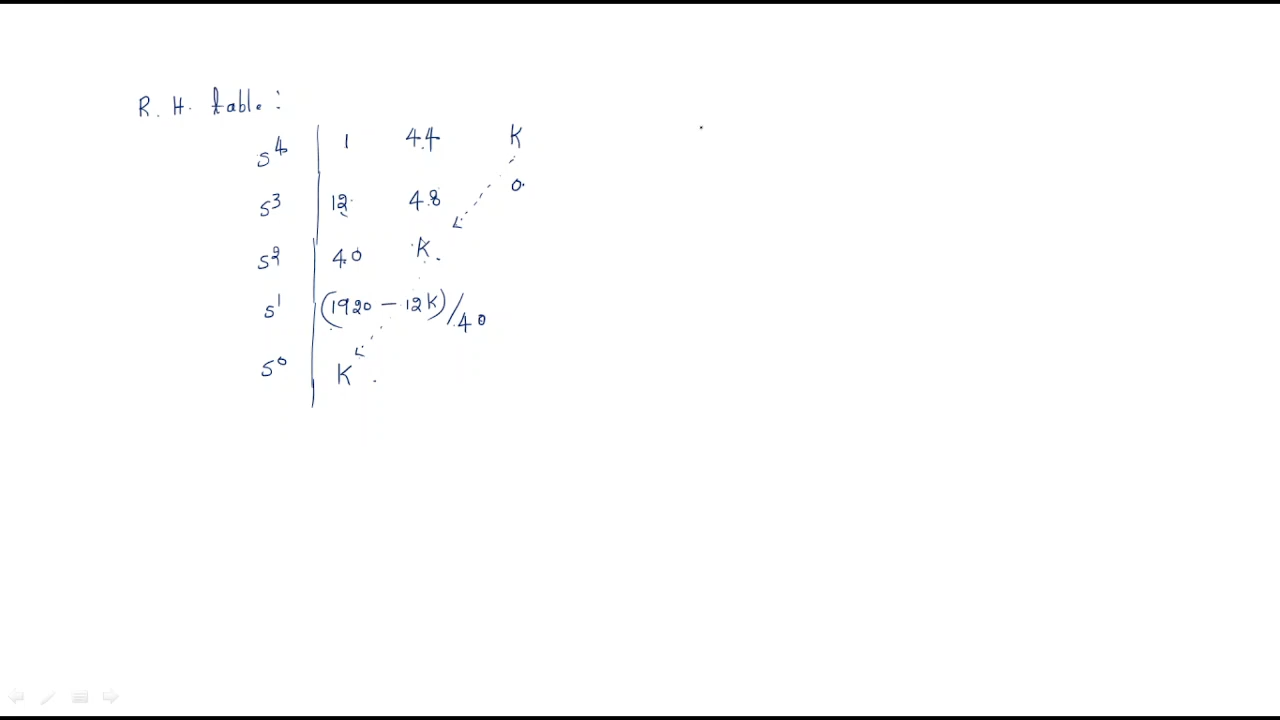 R. H. table :
s⁴ | 1 44 K
s³ | 12 48 0
s² | 40 K
s¹ | (1920 - 12K)/40
s⁰ | K